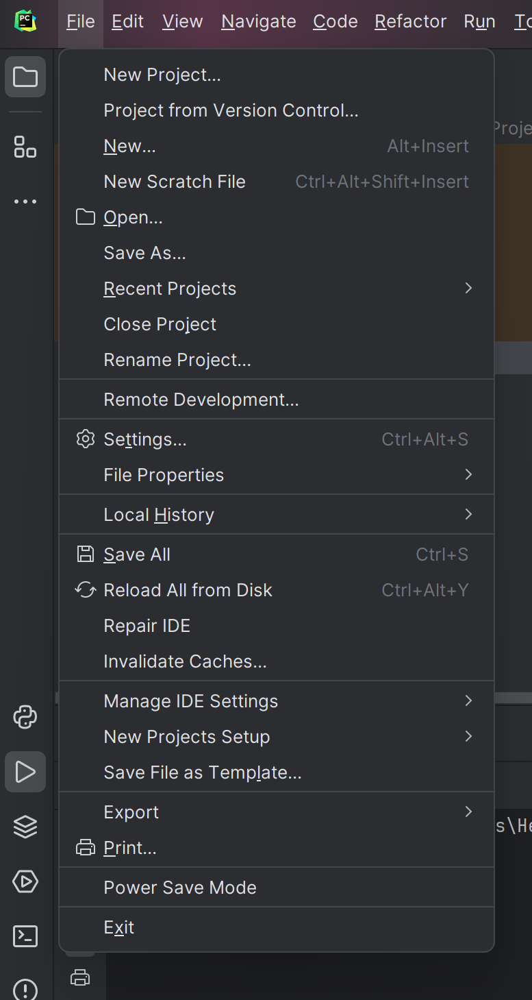 PC
File Edit View Navigate Code Refactor Run
New Project...
Project from Version Control...
New... Alt+Insert
New Scratch File Ctrl+Alt+Shift+Insert
Open...
Save As...
Recent Projects
Close Project
Rename Project...
Remote Development...
Settings... Ctrl+Alt+S
File Properties
Local History
Save All Ctrl+S
Reload All from Disk Ctrl+Alt+Y
Repair IDE
Invalidate Caches...
Manage IDE Settings
New Projects Setup
Save File as Template...
Export
Print...
Power Save Mode
Exit